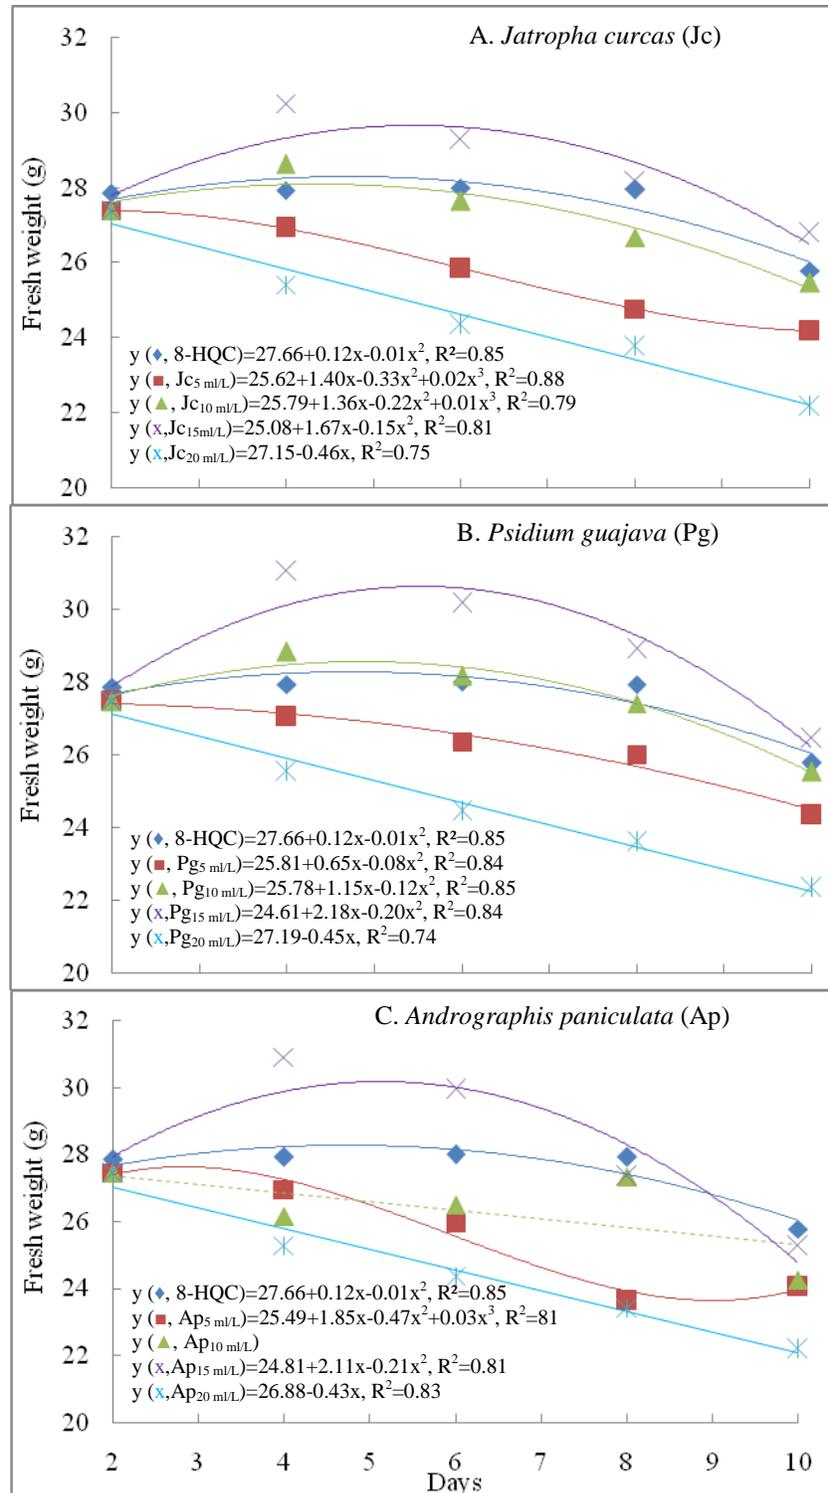 A. Jatropha curcas (Jc)
32
30
28
26
24
22
20
Fresh weight (g)
y (♦, 8-HQC)=27.66+0.12x-0.01x², R²=0.85
y (■, Jc5 ml/L)=25.62+1.40x-0.33x²+0.02x³, R²=0.88
y (▲, Jc10 ml/L)=25.79+1.36x-0.22x²+0.01x³, R²=0.79
y (x,Jc15ml/L)=25.08+1.67x-0.15x², R²=0.81
y (x,Jc20 ml/L)=27.15-0.46x, R²=0.75
B. Psidium guajava (Pg)
32
30
28
26
24
22
20
Fresh weight (g)
y (♦, 8-HQC)=27.66+0.12x-0.01x², R²=0.85
y (■, Pg5 ml/L)=25.81+0.65x-0.08x², R²=0.84
y (▲, Pg10 ml/L)=25.78+1.15x-0.12x², R²=0.85
y (x,Pg15 ml/L)=24.61+2.18x-0.20x², R²=0.84
y (x,Pg20 ml/L)=27.19-0.45x, R²=0.74
C. Andrographis paniculata (Ap)
32
30
28
26
24
22
20
Fresh weight (g)
y (♦, 8-HQC)=27.66+0.12x-0.01x², R²=0.85
y (■, Ap5 ml/L)=25.49+1.85x-0.47x²+0.03x³, R²=81
y (▲, Ap10 ml/L)
y (x,Ap15 ml/L)=24.81+2.11x-0.21x², R²=0.81
y (x,Ap20 ml/L)=26.88-0.43x, R²=0.83
2 3 4 5 6 7 8 9 10
Days